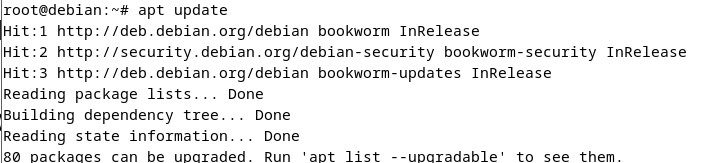 root@debian:~# apt update
Hit:1 http://deb.debian.org/debian bookworm InRelease
Hit:2 http://security.debian.org/debian-security bookworm-security InRelease
Hit:3 http://deb.debian.org/debian bookworm-updates InRelease
Reading package lists... Done
Building dependency tree... Done
Reading state information... Done
80 packages can be upgraded. Run 'apt list --upgradable' to see them.